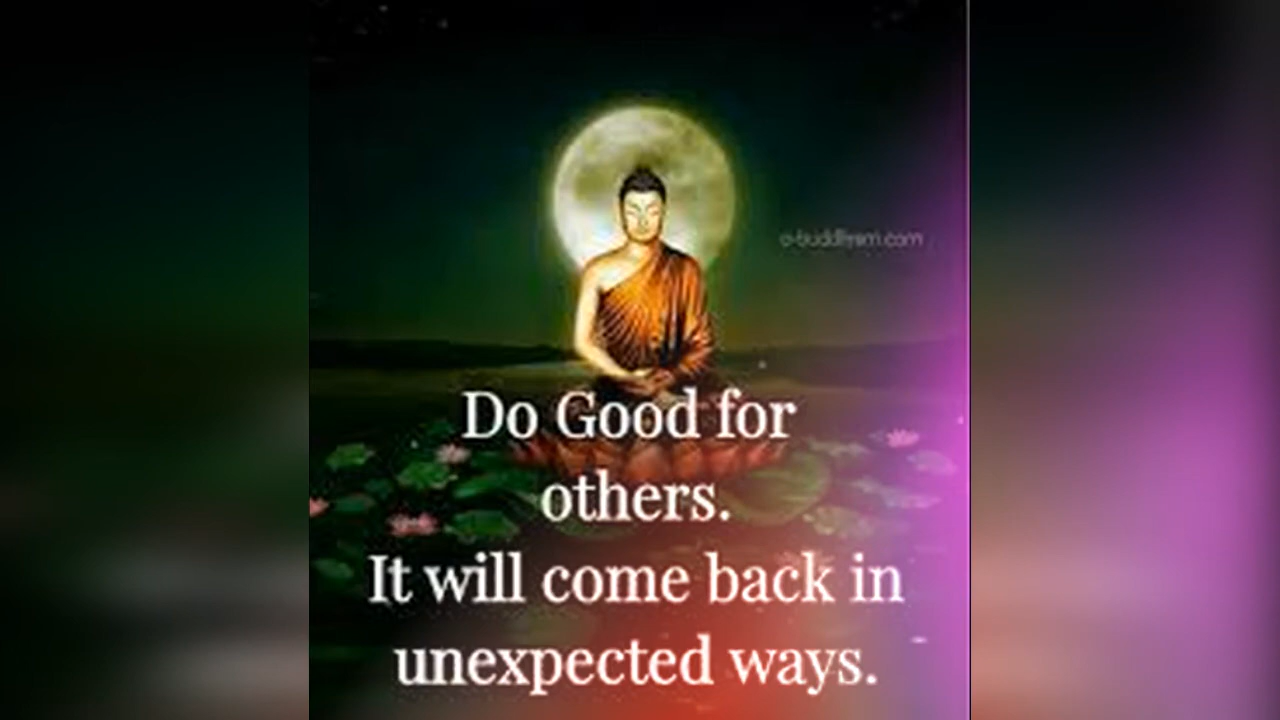 Do Good for
others.
It will come back in
unexpected ways.